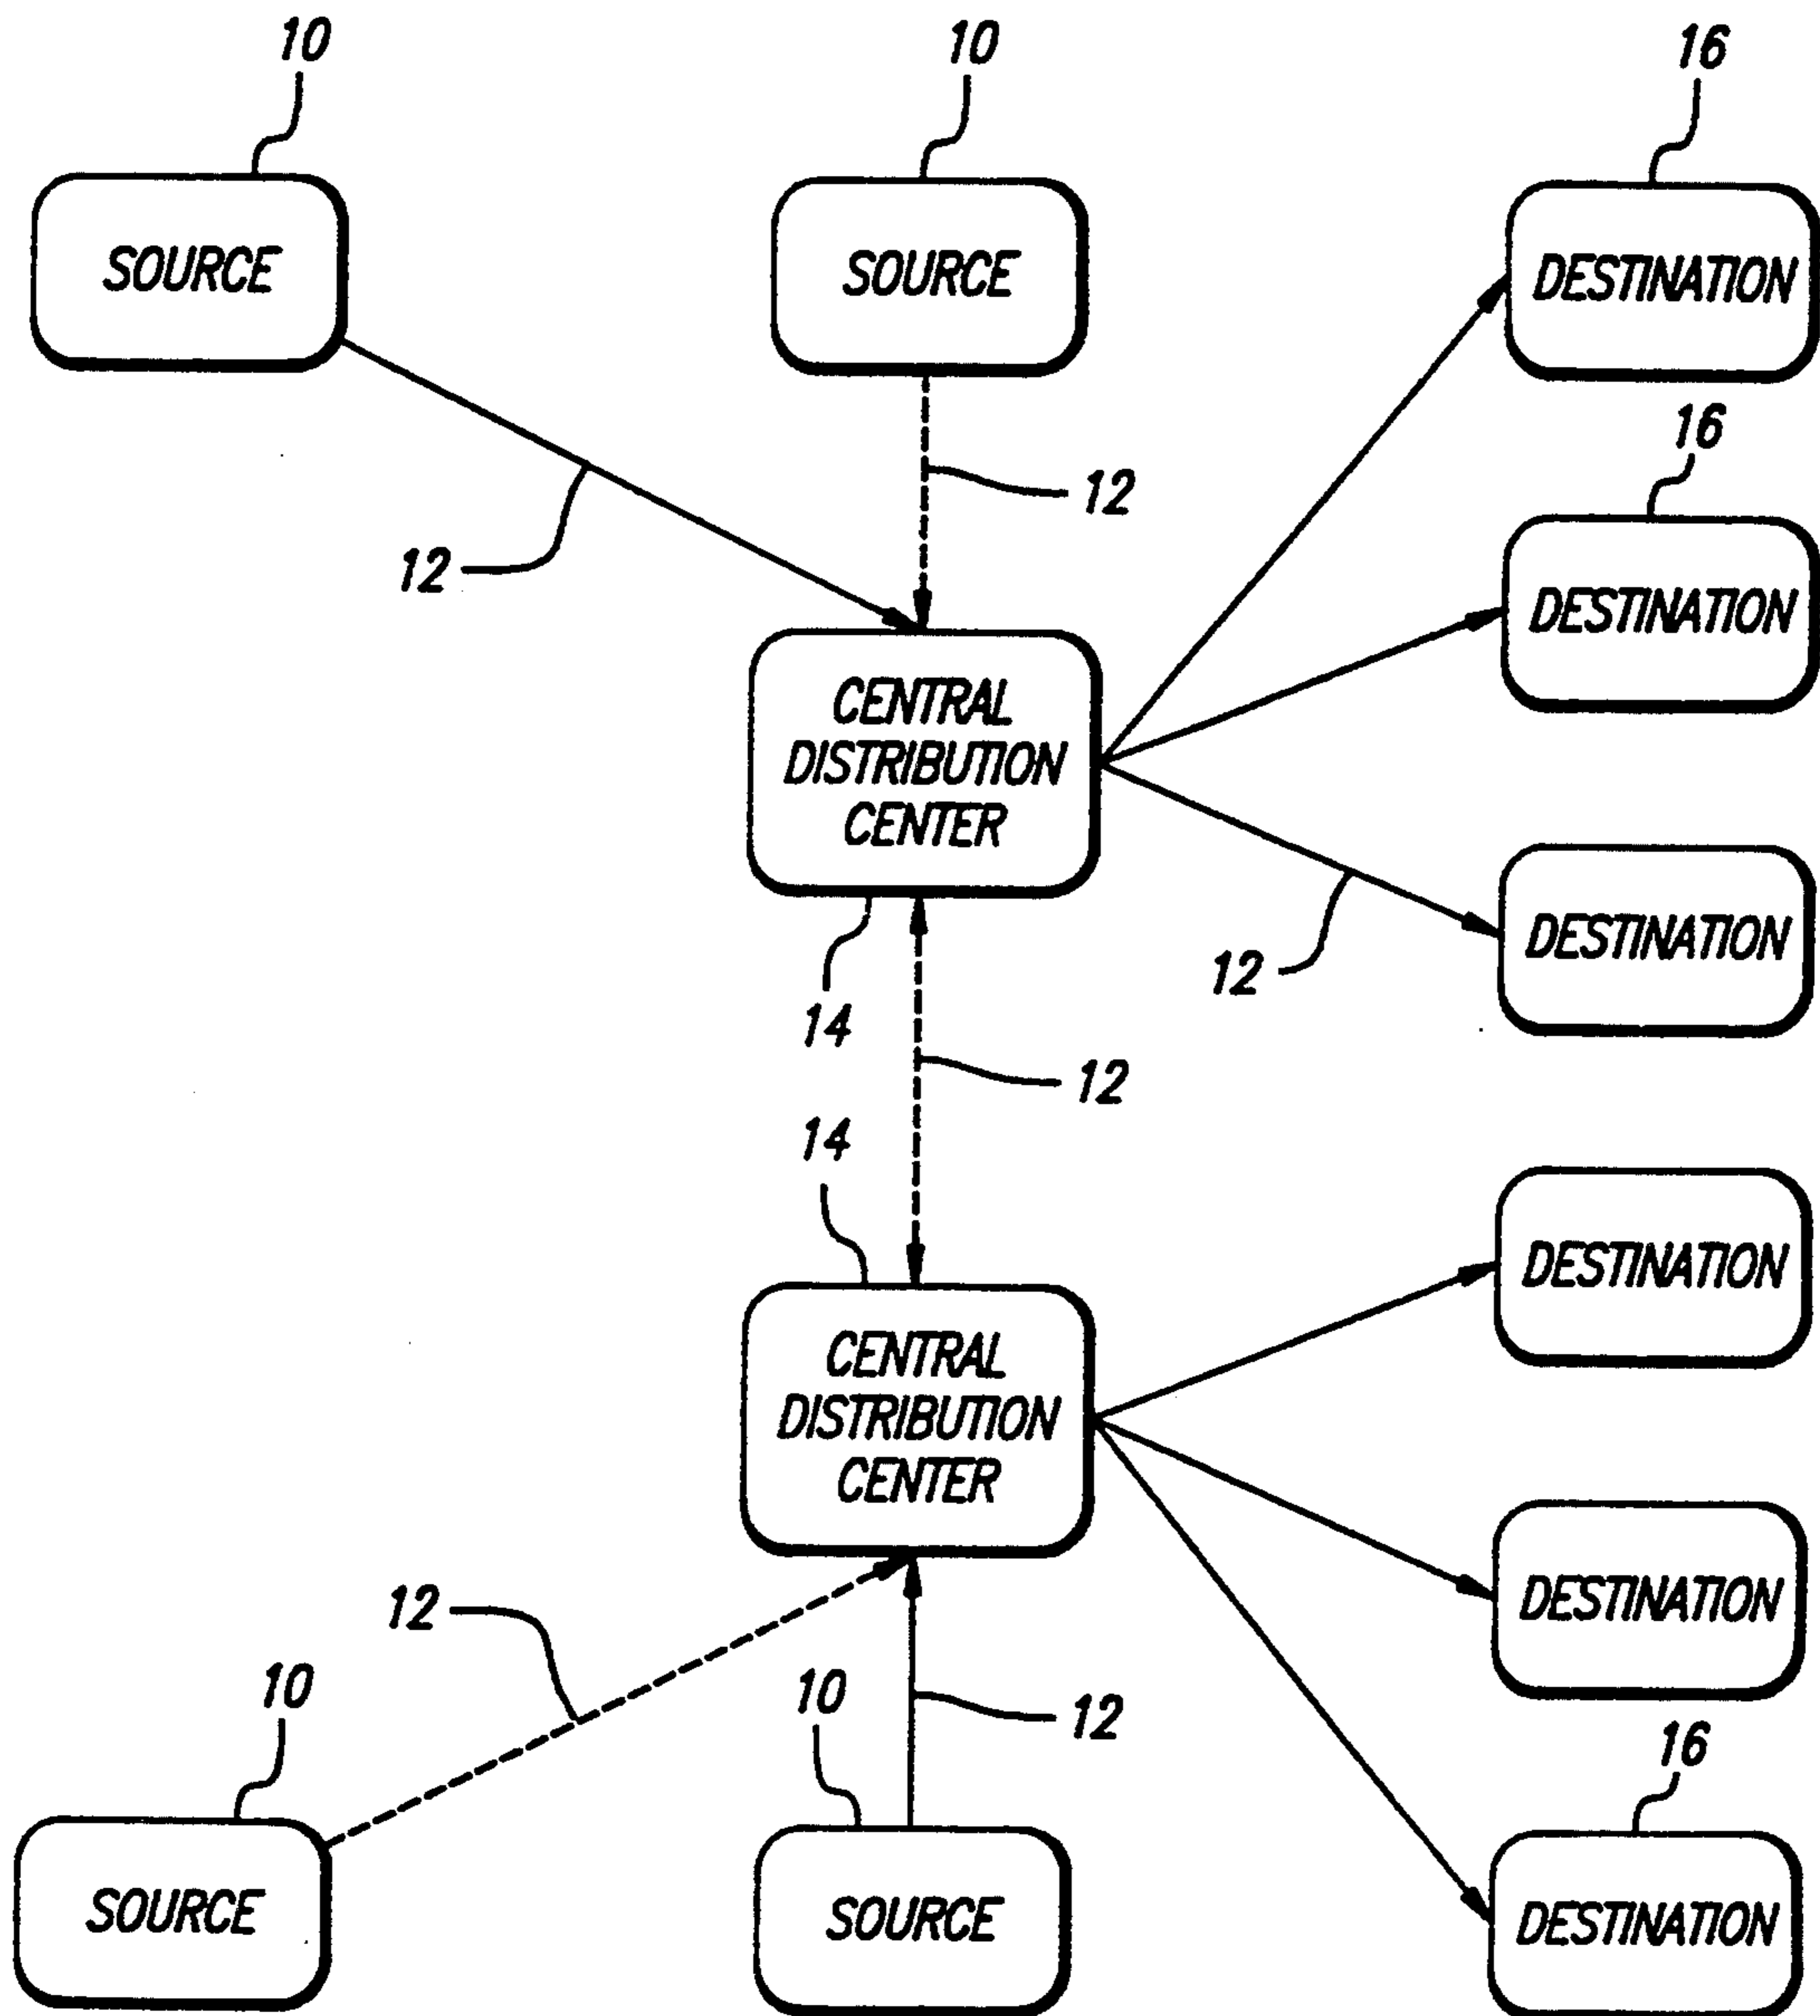 10
10
16
SOURCE
SOURCE
DESTINATION
16
12
12
DESTINATION
CENTRAL
DISTRIBUTION
CENTER
DESTINATION
12
14
12
14
DESTINATION
CENTRAL
DISTRIBUTION
CENTER
DESTINATION
12
10
10
12
16
SOURCE
SOURCE
DESTINATION